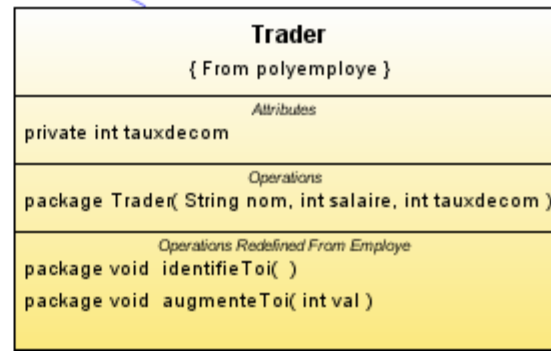 Trader
{ From polyemploye }
Attributes
private int tauxdecom
Operations
package Trader( String nom, int salaire, int tauxdecom )
Operations Redefined From Employe
package void identifieToi( )
package void augmenteToi( int val )